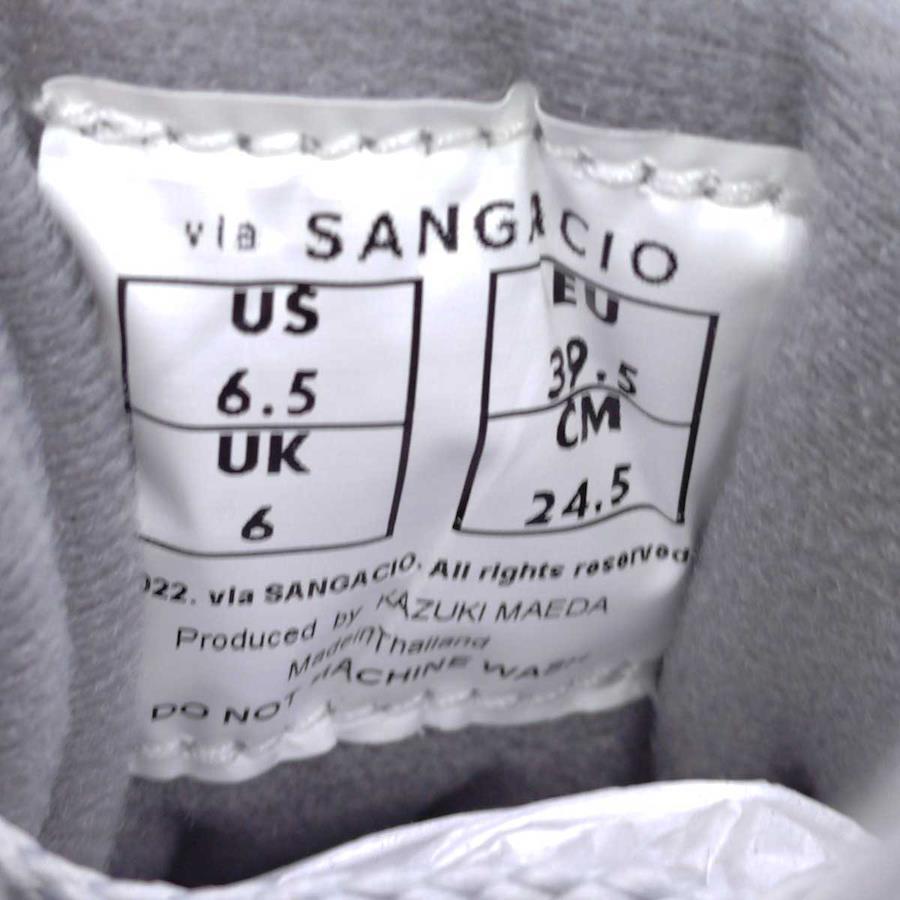 via SANGACIO
US
6.5
UK
6
EU
39.5
CM
24.5
022. via SANGACIO. All rights reserved
Produced by KAZUKI MAEDA
Made in Thailand
DO NOT MACHINE WASH